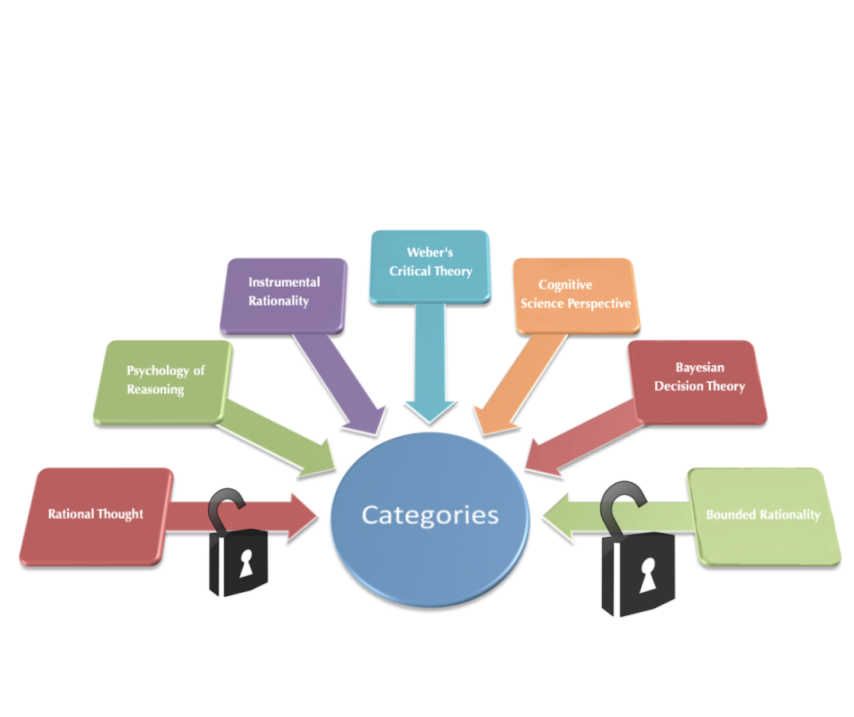 Weber's
Critical Theory
Instrumental
Rationality
Cognitive
Science Perspective
Psychology of
Reasoning
Bayesian
Decision Theory
Rational Thought
Categories
Bounded Rationality